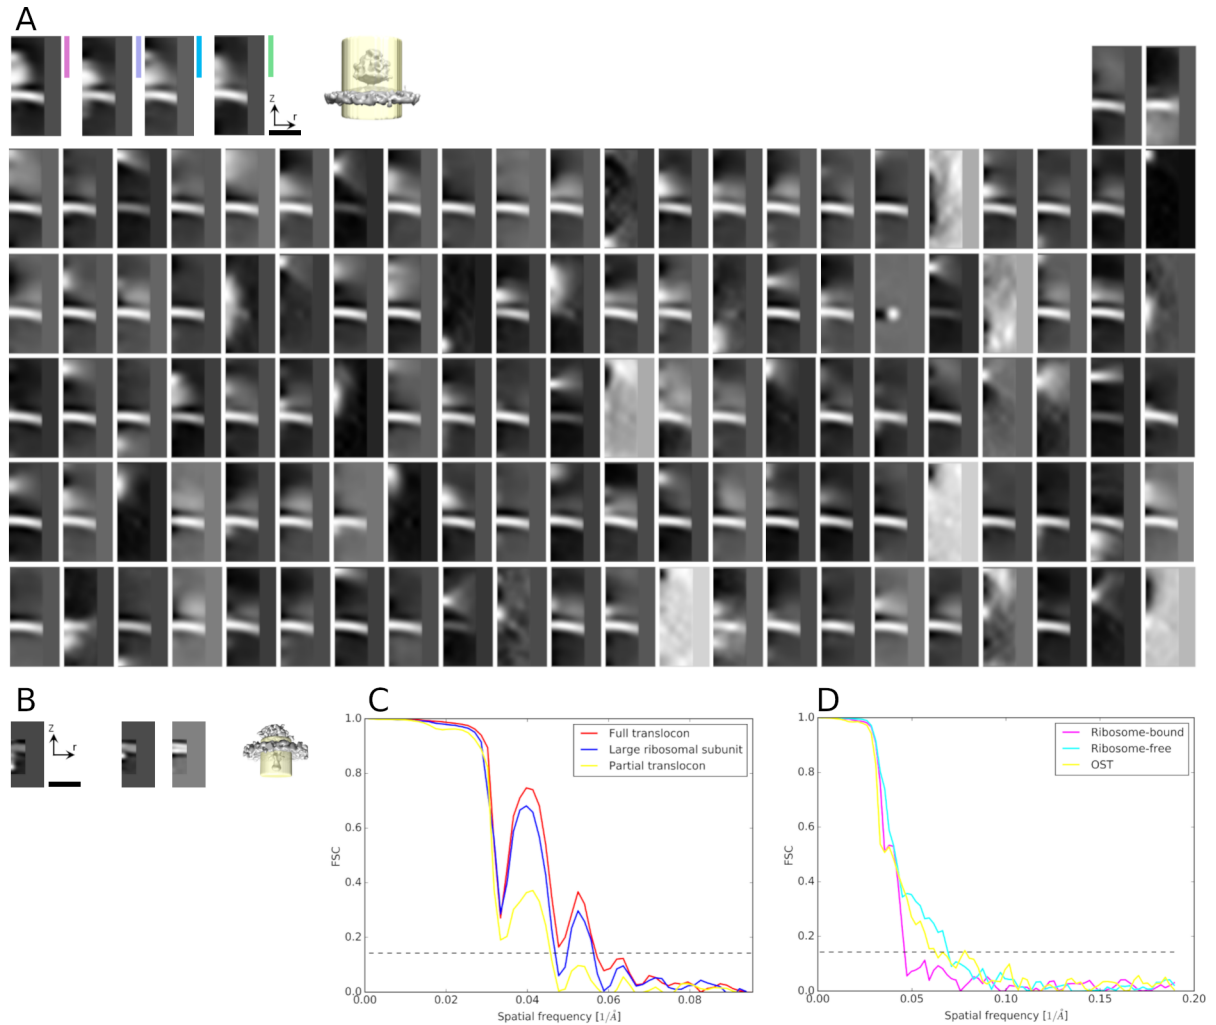 A
z
r
B
z
r
C
1.0
0.8
0.6
0.4
0.2
0.0
FSC
0.00
0.02
0.04
0.06
0.08
Spatial frequency [1/Å]
Full translocon
Large ribosomal subunit
Partial translocon
D
1.0
0.8
0.6
0.4
0.2
0.0
FSC
0.00
0.05
0.10
0.15
0.20
Spatial frequency [1/Å]
Ribosome-bound
Ribosome-free
OST